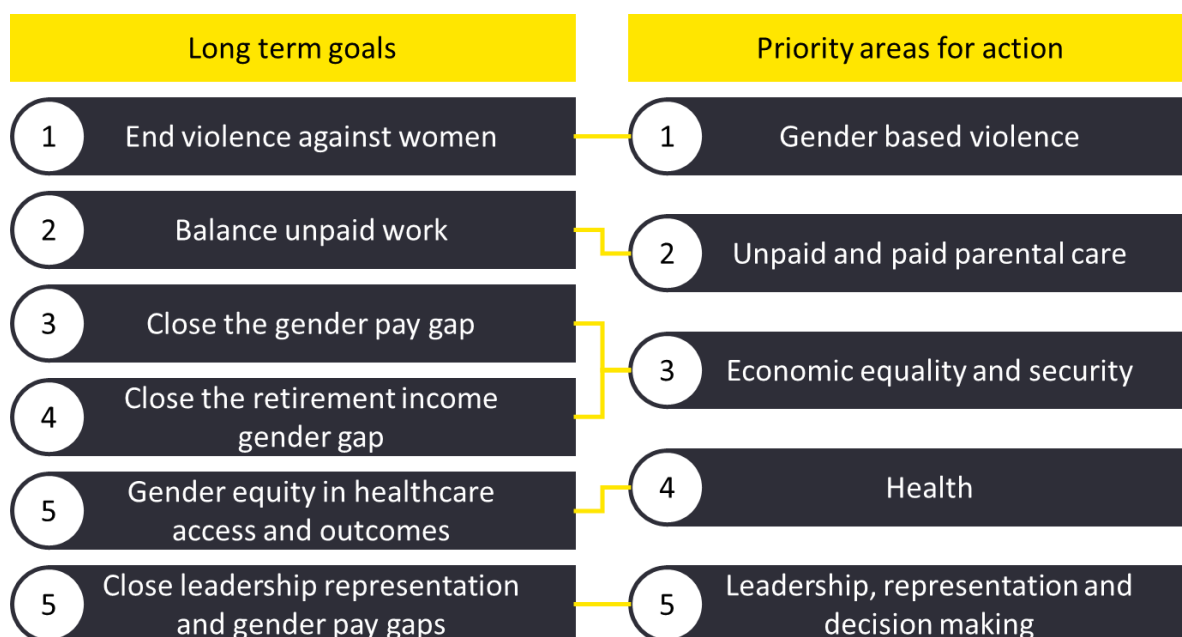 Long term goals
1
End violence against women
2
Balance unpaid work
3
Close the gender pay gap
4
Close the retirement income
gender gap
5
Gender equity in healthcare
access and outcomes
5
Close leadership representation
and gender pay gaps
Priority areas for action
1
Gender based violence
2
Unpaid and paid parental care
3
Economic equality and security
4
Health
5
Leadership, representation and
decision making